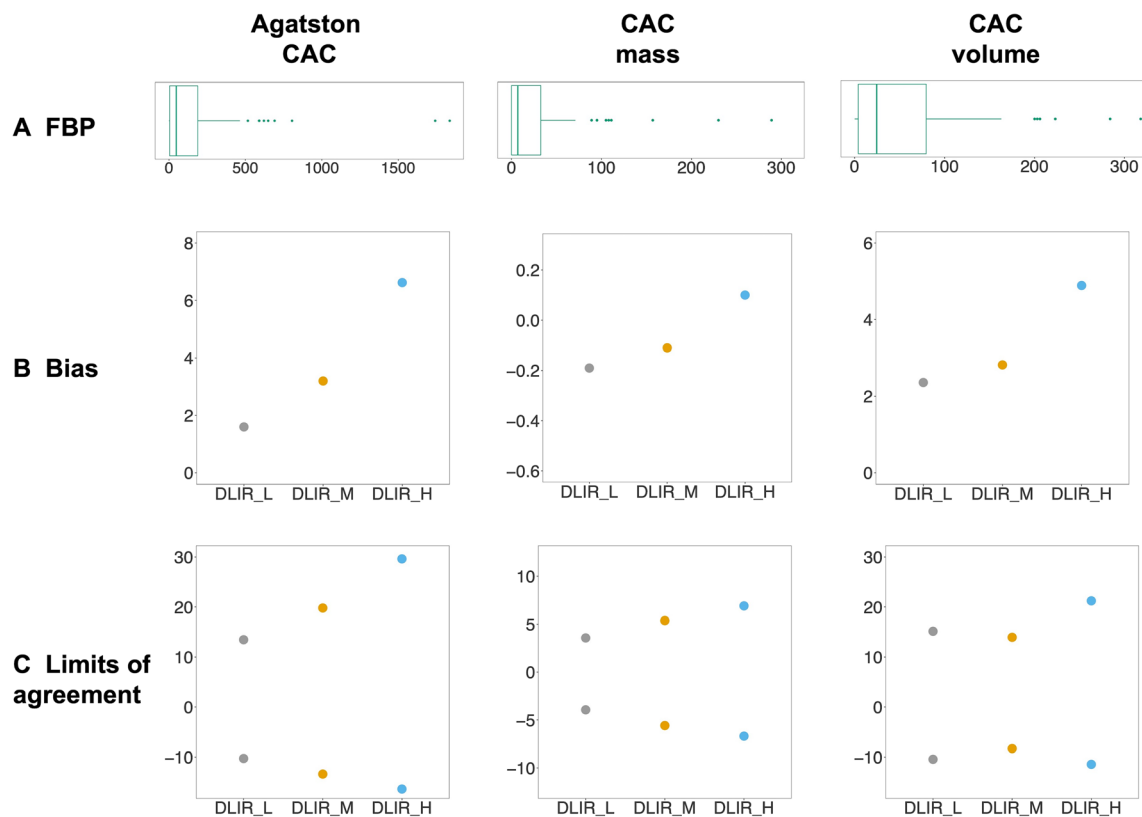 Agatston CAC
CAC mass
CAC volume
A FBP
0 500 1000 1500
0 100 200 300
0 100 200 300
B Bias
8
6
4
2
0
DLIR_L DLIR_M DLIR_H
0.2
0.0
−0.2
−0.4
−0.6
DLIR_L DLIR_M DLIR_H
6
4
2
0
DLIR_L DLIR_M DLIR_H
C Limits of
agreement
30
20
10
0
−10
DLIR_L DLIR_M DLIR_H
10
5
0
−5
−10
DLIR_L DLIR_M DLIR_H
30
20
10
0
−10
DLIR_L DLIR_M DLIR_H